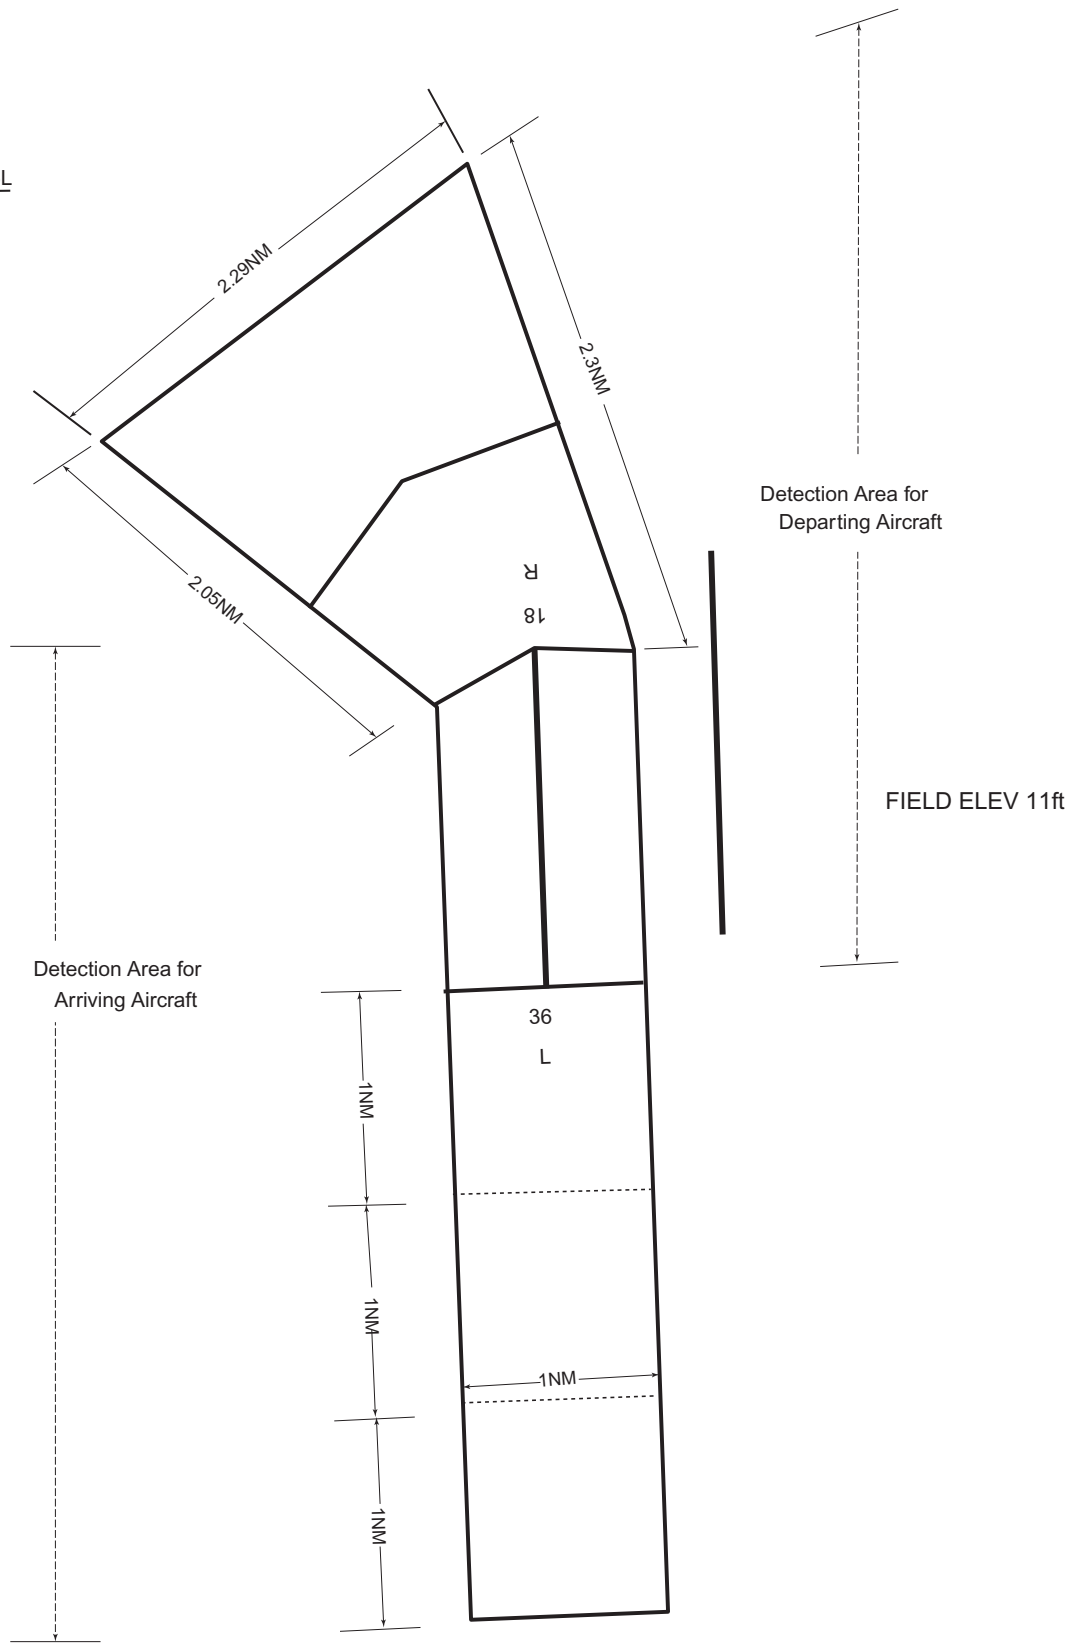 L
2.29NM
2.3NM
Detection Area for
Departing Aircraft
R
18
2.05NM
FIELD ELEV 11ft
Detection Area for
Arriving Aircraft
36
L
1NM
1NM
1NM
1NM